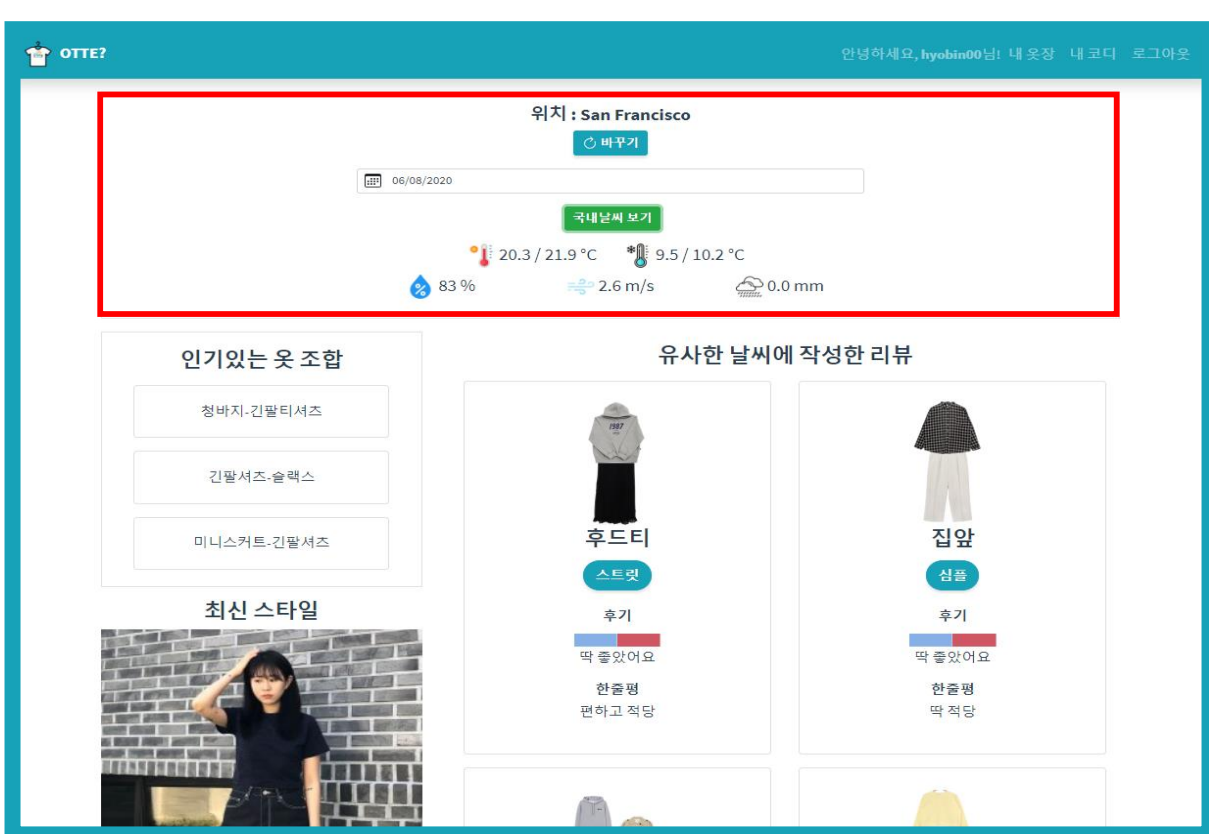 OTTE?
안녕하세요, hyobin00님! 내 옷장 내 코디 로그아웃
위치 : San Francisco
바꾸기
06/08/2020
국내날씨 보기
20.3 / 21.9 °C 9.5 / 10.2 °C
83 % 2.6 m/s 0.0 mm
인기있는 옷 조합
청바지-긴팔티셔츠
긴팔셔츠-슬랙스
미니스커트-긴팔셔츠
최신 스타일
유사한 날씨에 작성한 리뷰
1987
후드티
스트릿
후기
딱 좋았어요
한줄평
편하고 적당
집앞
심플
후기
딱 좋았어요
한줄평
딱 적당